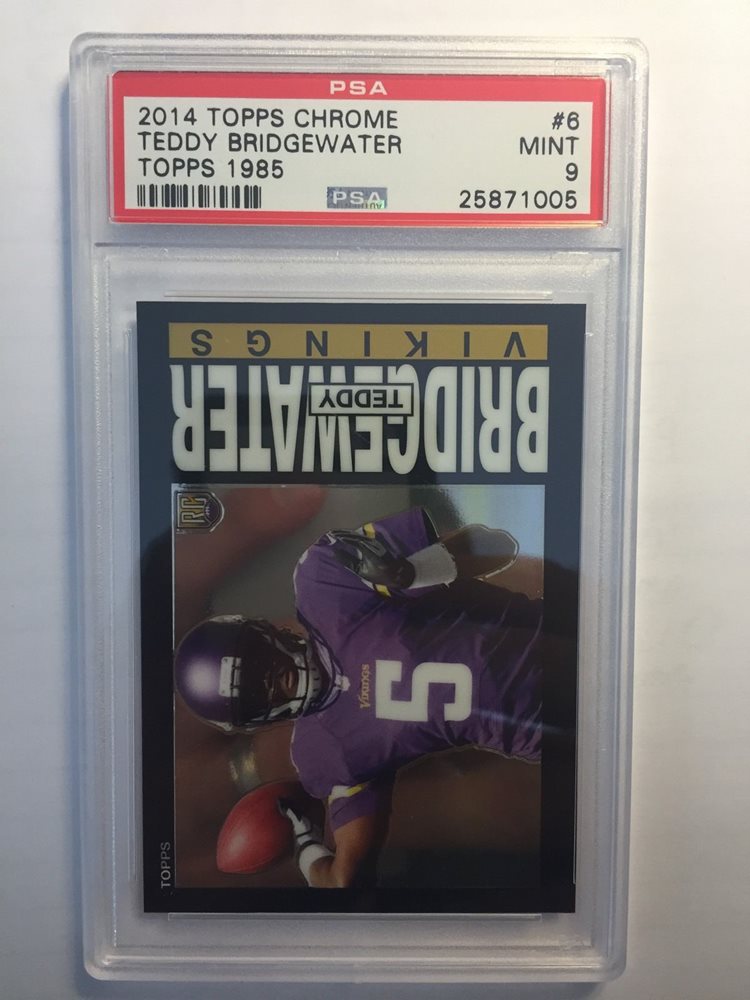 PSA
2014 TOPPS CHROME #6
TEDDY BRIDGEWATER MINT
TOPPS 1985 9
PSA 25871005
VIKINGS
BRIDGEWATER
TEDDY
RC
VIKINGS
5
TOPPS